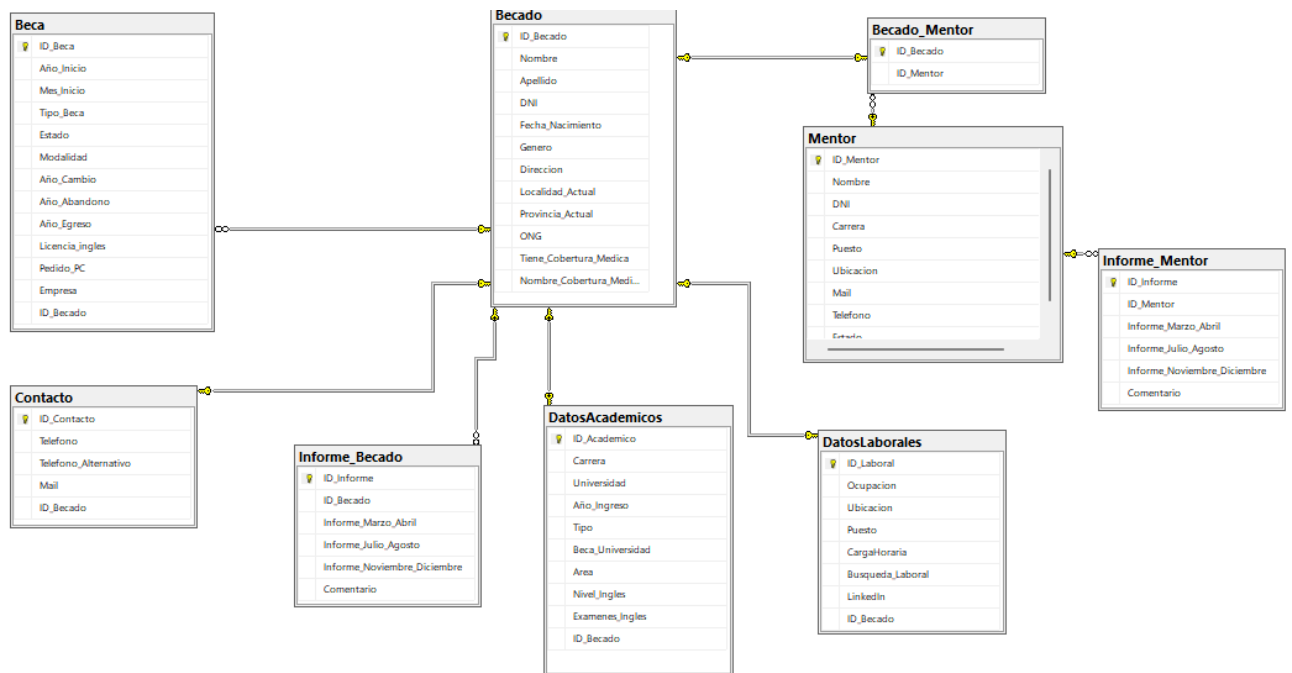 Beca
ID_Beca
Año_Inicio
Mes_Inicio
Tipo_Beca
Estado
Modalidad
Año_Cambio
Año_Abandono
Año_Egreso
Licencia_ingles
Pedido_PC
Empresa
ID_Becado
Becado
ID_Becado
Nombre
Apellido
DNI
Fecha_Nacimiento
Genero
Direccion
Localidad_Actual
Provincia_Actual
ONG
Tiene_Cobertura_Medica
Nombre_Cobertura_Medi...
Becado_Mentor
ID_Becado
ID_Mentor
Mentor
ID_Mentor
Nombre
DNI
Carrera
Puesto
Ubicacion
Mail
Telefono
Estado
Informe_Mentor
ID_Informe
ID_Mentor
Informe_Marzo_Abril
Informe_Julio_Agosto
Informe_Noviembre_Diciembre
Comentario
Contacto
ID_Contacto
Telefono
Telefono_Alternativo
Mail
ID_Becado
Informe_Becado
ID_Informe
ID_Becado
Informe_Marzo_Abril
Informe_Julio_Agosto
Informe_Noviembre_Diciembre
Comentario
DatosAcademicos
ID_Academico
Carrera
Universidad
Año_Ingreso
Tipo
Beca_Universidad
Area
Nivel_Ingles
Examenes_Ingles
ID_Becado
DatosLaborales
ID_Laboral
Ocupacion
Ubicacion
Puesto
CargaHoraria
Busqueda_Laboral
LinkedIn
ID_Becado